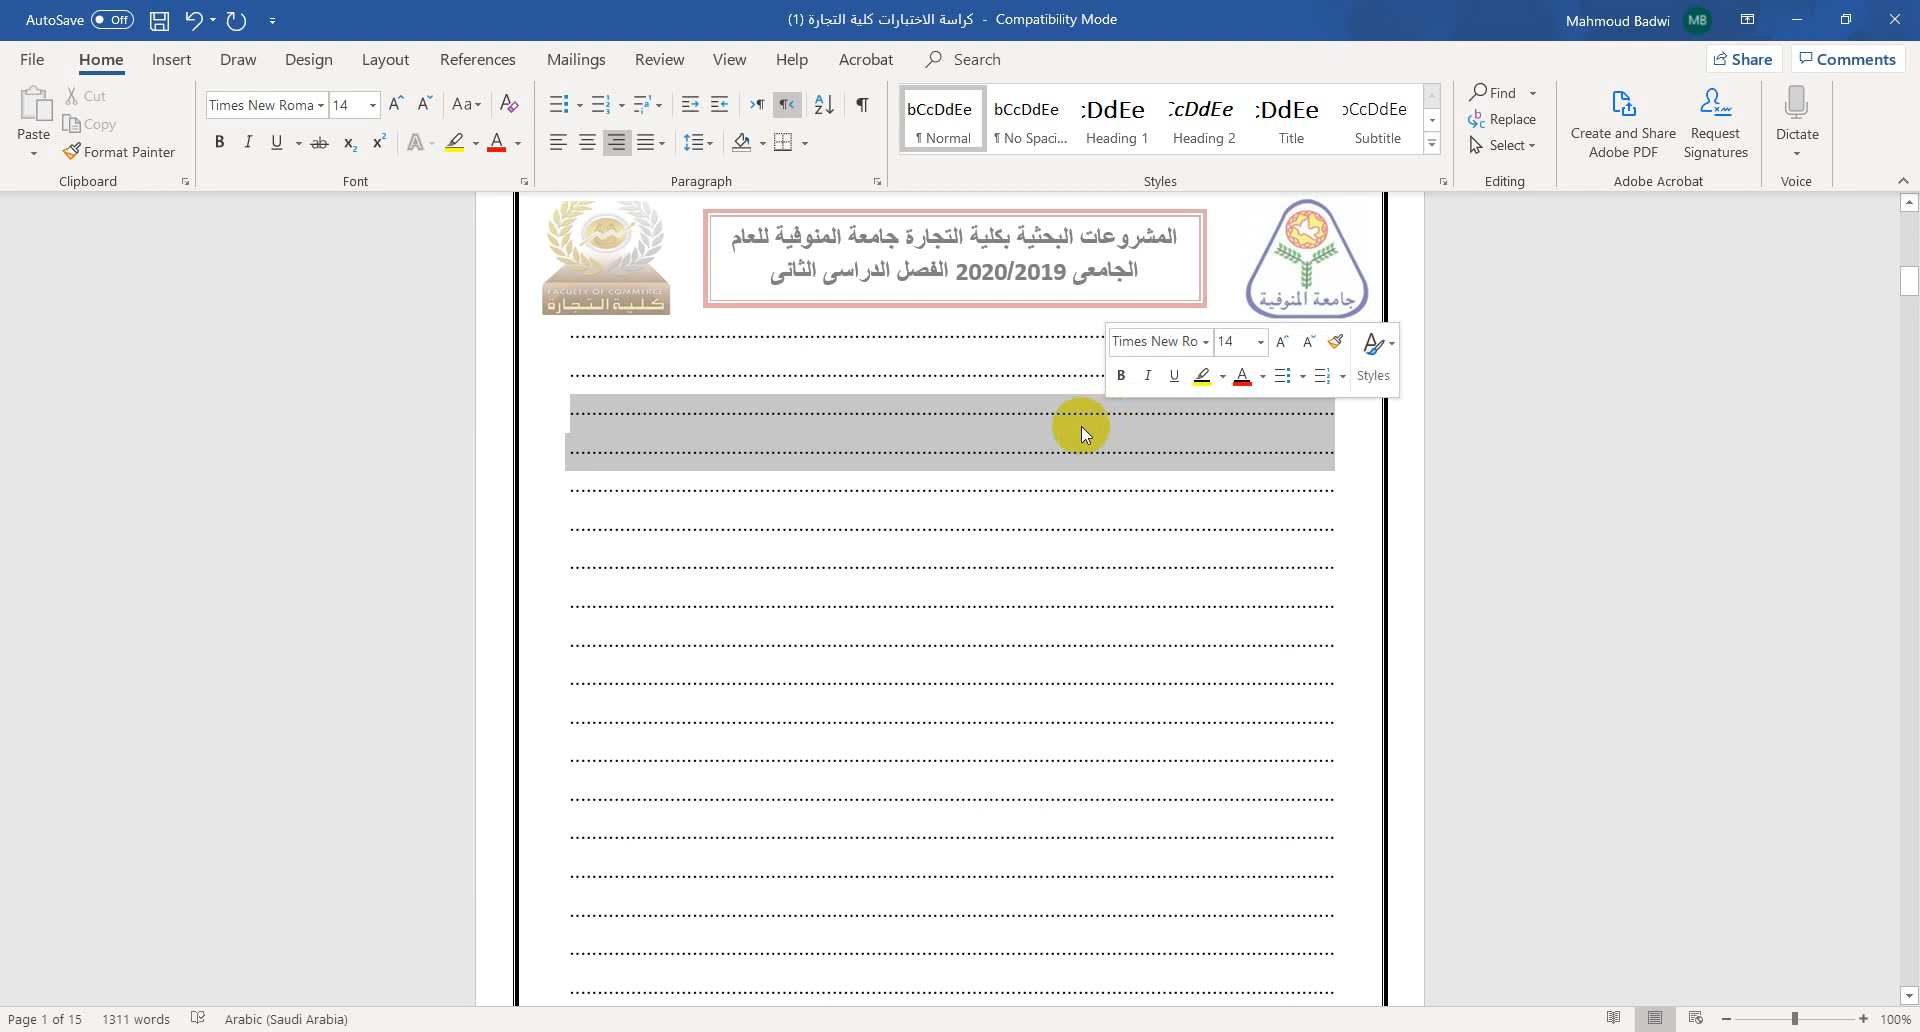 AutoSave Off
كراسة الاختبارات كلية التجارة (1) - Compatibility Mode
Mahmoud Badwi MB
File Home Insert Draw Design Layout References Mailings Review View Help Acrobat Search
Share Comments
Paste
Cut
Copy
Format Painter
Clipboard
Times New Roma 14
Font
Paragraph
bCcDdEe bCcDdEe DdEe cDdEe DdEe CcDdEe
¶ Normal ¶ No Spaci... Heading 1 Heading 2 Title Subtitle
Styles
Find
Replace
Select
Editing
Create and Share
Adobe PDF
Request
Signatures
Adobe Acrobat
Dictate
Voice
FACULTY OF COMMERCE
كلية التجارة
المشروعات البحثية بكلية التجارة جامعة المنوفية للعام
الجامعى 2020/2019 الفصل الدراسى الثانى
جامعة المنوفية
Times New Ro 14
B I U A Styles
Page 1 of 15 1311 words Arabic (Saudi Arabia)
100%